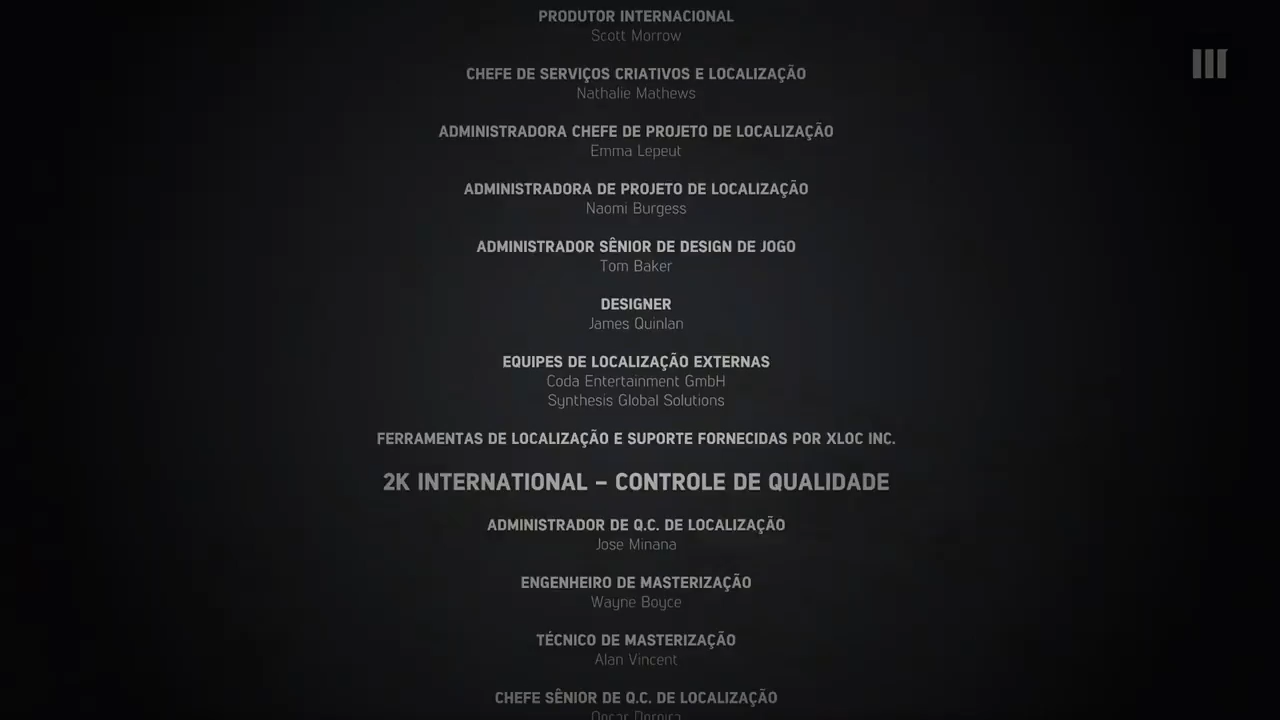 PRODUTOR INTERNACIONAL
Scott Morrow
CHEFE DE SERVIÇOS CRIATIVOS E LOCALIZAÇÃO
Nathalie Mathews
ADMINISTRADORA CHEFE DE PROJETO DE LOCALIZAÇÃO
Emma Lepeut
ADMINISTRADORA DE PROJETO DE LOCALIZAÇÃO
Naomi Burgess
ADMINISTRADOR SÊNIOR DE DESIGN DE JOGO
Tom Baker
DESIGNER
James Quinlan
EQUIPES DE LOCALIZAÇÃO EXTERNAS
Coda Entertainment GmbH
Synthesis Global Solutions
FERRAMENTAS DE LOCALIZAÇÃO E SUPORTE FORNECIDAS POR XLOC INC.
2K INTERNATIONAL – CONTROLE DE QUALIDADE
ADMINISTRADOR DE Q.C. DE LOCALIZAÇÃO
Jose Minana
ENGENHEIRO DE MASTERIZAÇÃO
Wayne Boyce
TÉCNICO DE MASTERIZAÇÃO
Alan Vincent
CHEFE SÊNIOR DE Q.C. DE LOCALIZAÇÃO